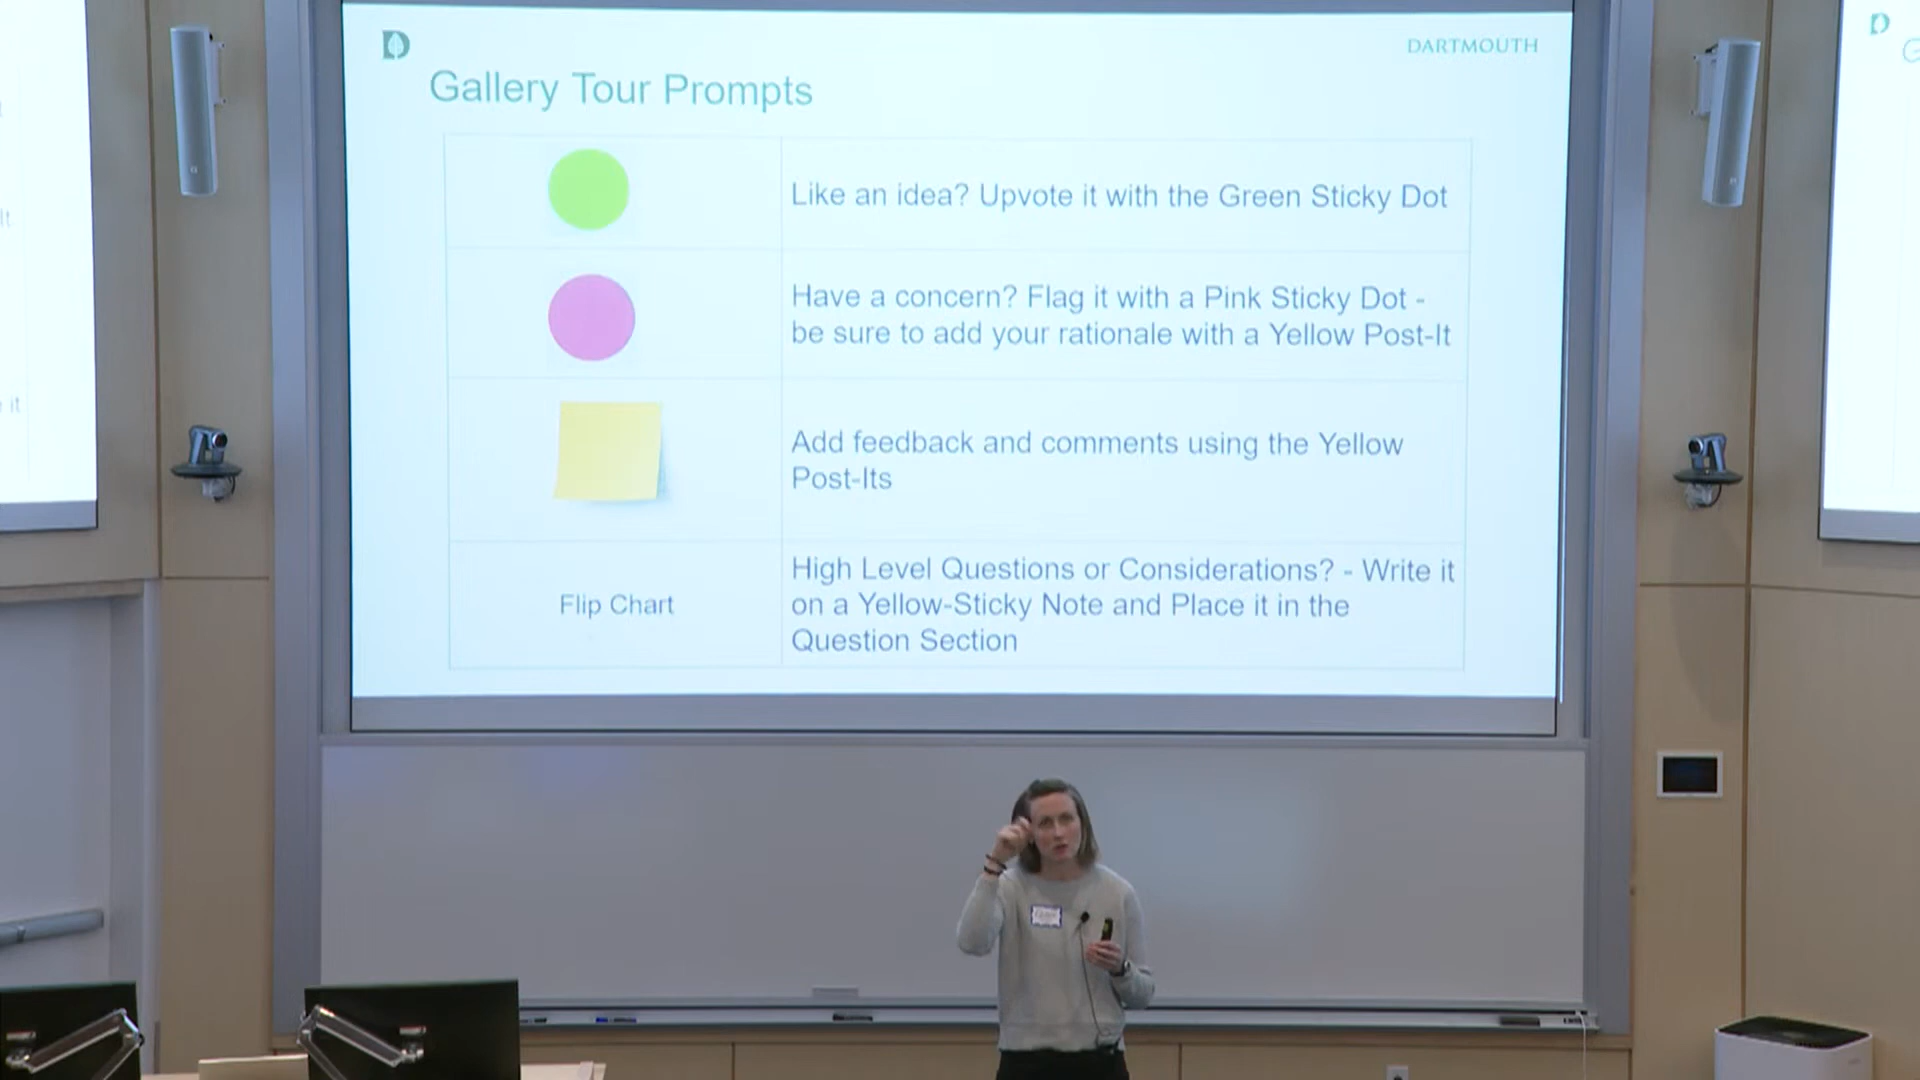 D
DARTMOUTH
Gallery Tour Prompts
Like an idea? Upvote it with the Green Sticky Dot
Have a concern? Flag it with a Pink Sticky Dot -
be sure to add your rationale with a Yellow Post-It
Add feedback and comments using the Yellow
Post-Its
Flip Chart
High Level Questions or Considerations? - Write it
on a Yellow-Sticky Note and Place it in the
Question Section
It
it
D
G